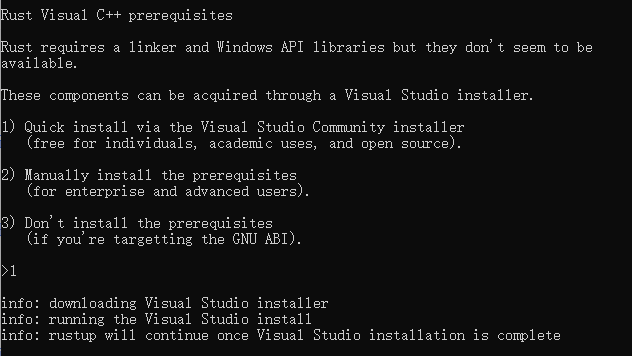 Rust Visual C++ prerequisites
Rust requires a linker and Windows API libraries but they don't seem to be
available.
These components can be acquired through a Visual Studio installer.
1) Quick install via the Visual Studio Community installer
(free for individuals, academic uses, and open source).
2) Manually install the prerequisites
(for enterprise and advanced users).
3) Don't install the prerequisites
(if you're targetting the GNU ABI).
>1
info: downloading Visual Studio installer
info: running the Visual Studio install
info: rustup will continue once Visual Studio installation is complete